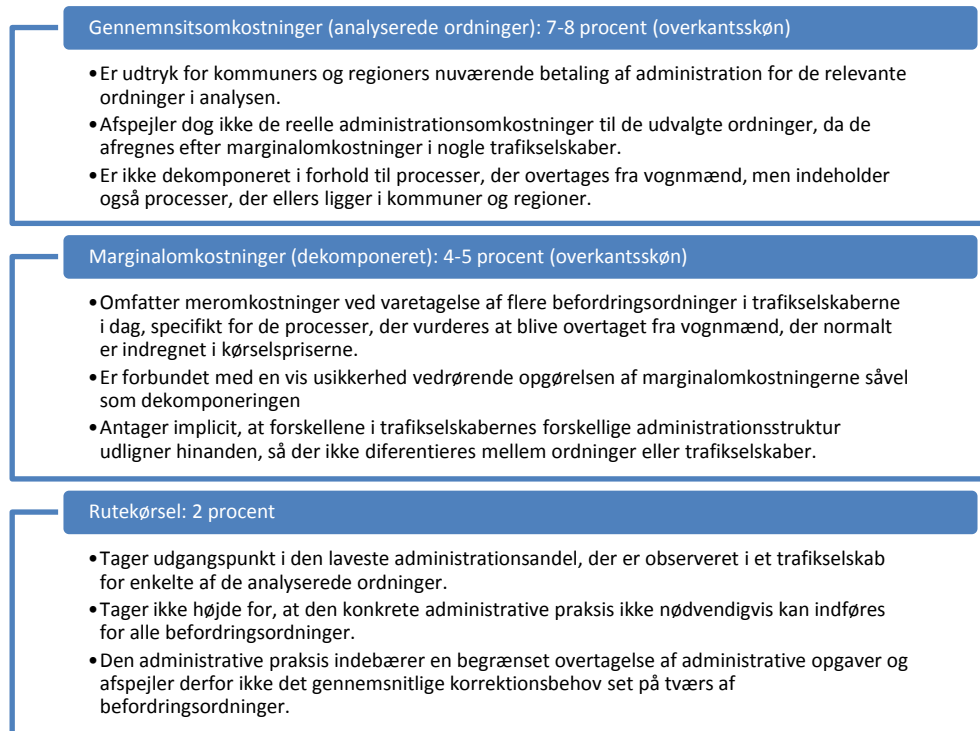 Gennemnsitsomkostninger (analyserede ordninger): 7-8 procent (overkantsskøn)
•Er udtryk for kommuners og regioners nuværende betaling af administration for de relevante
ordninger i analysen.
•Afspejler dog ikke de reelle administrationsomkostninger til de udvalgte ordninger, da de
afregnes efter marginalomkostninger i nogle trafikselskaber.
•Er ikke dekomponeret i forhold til processer, der overtages fra vognmænd, men indeholder
også processer, der ellers ligger i kommuner og regioner.
Marginalomkostninger (dekomponeret): 4-5 procent (overkantsskøn)
•Omfatter meromkostninger ved varetagelse af flere befordringsordninger i trafikselskaberne
i dag, specifikt for de processer, der vurderes at blive overtaget fra vognmænd, der normalt
er indregnet i kørselspriserne.
•Er forbundet med en vis usikkerhed vedrørende opgørelsen af marginalomkostningerne såvel
som dekomponeringen
•Antager implicit, at forskellene i trafikselskabernes forskellige administrationsstruktur
udligner hinanden, så der ikke diferentieres mellem ordninger eller trafikselskaber.
Rutekørsel: 2 procent
•Tager udgangspunkt i den laveste administrationsandel, der er observeret i et trafikselskab
for enkelte af de analyserede ordninger.
•Tager ikke højde for, at den konkrete administrative praksis ikke nødvendigvis kan indføres
for alle befordringsordninger.
•Den administrative praksis indebærer en begrænset overtagelse af administrative opgaver og
afspejler derfor ikke det gennemsnitlige korrektionsbehov set på tværs af
befordringsordninger.